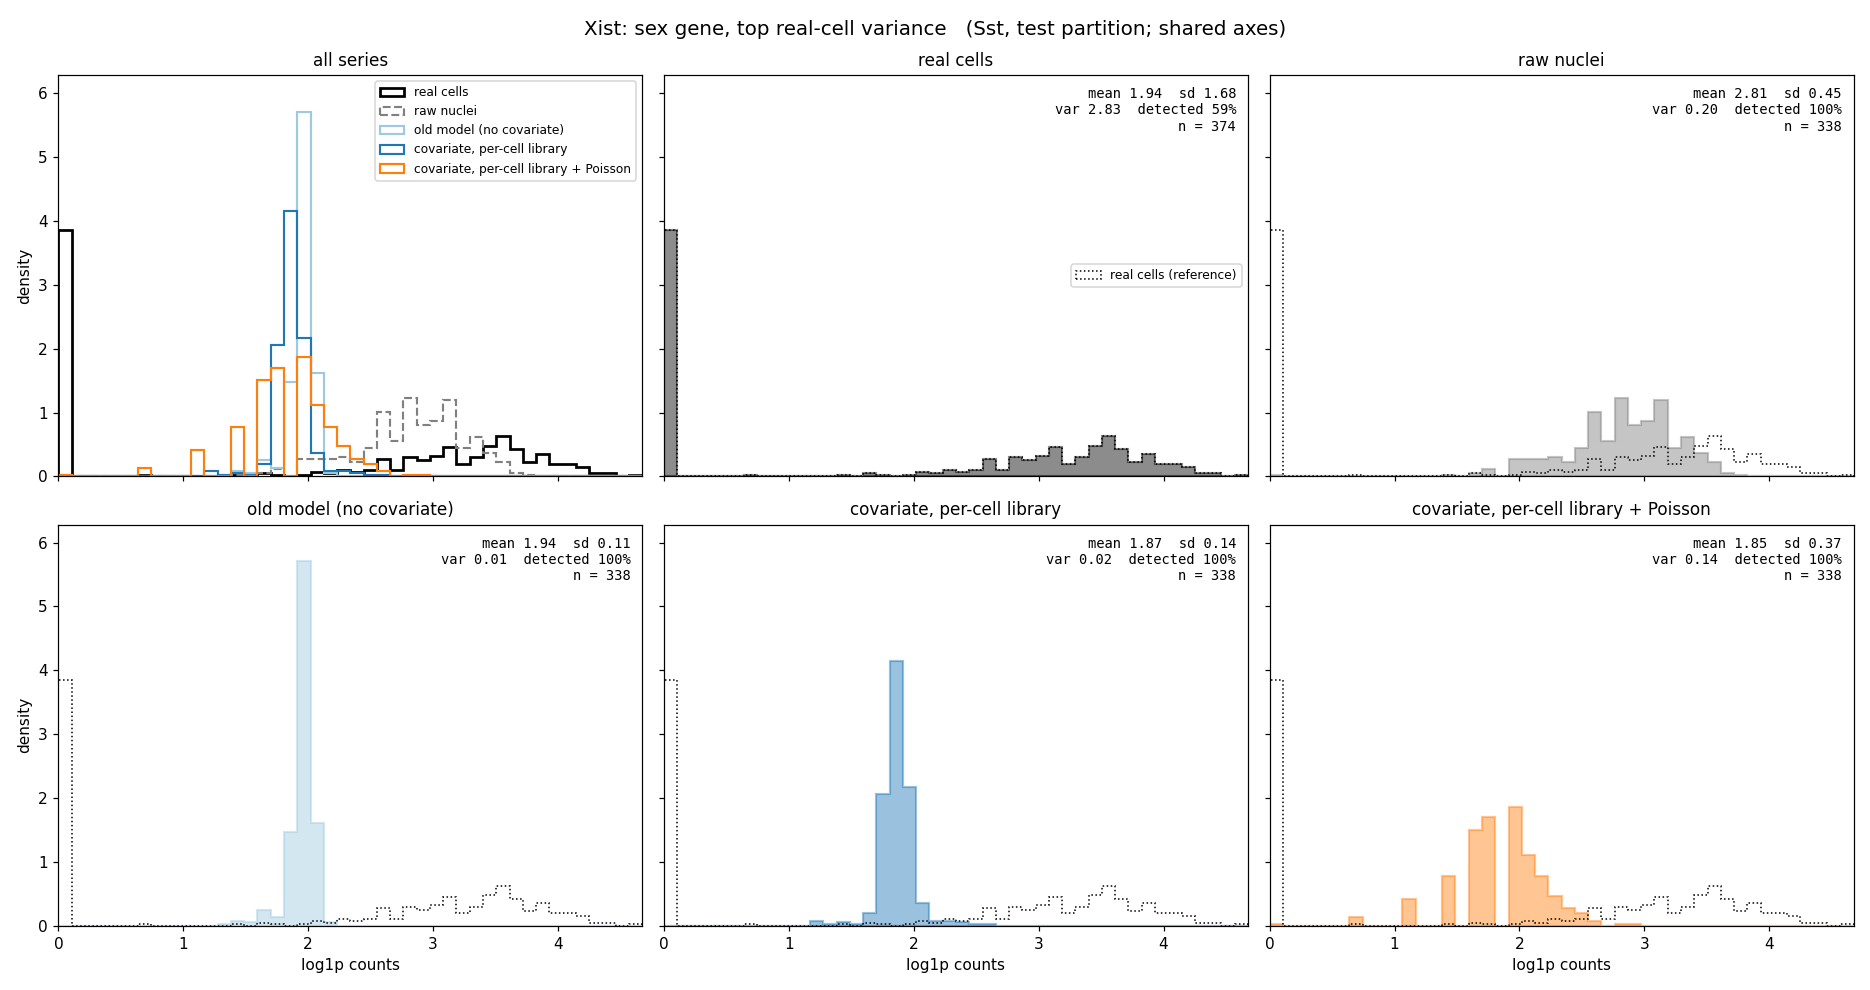 Xist: sex gene, top real-cell variance   (Sst, test partition; shared axes)
all series
real cells
raw nuclei
old model (no covariate)
covariate, per-cell library
covariate, per-cell library + Poisson
density
6
5
4
3
2
1
0
real cells
mean 1.94  sd 1.68
var 2.83  detected 59%
n = 374
real cells (reference)
raw nuclei
mean 2.81  sd 0.45
var 0.20  detected 100%
n = 338
old model (no covariate)
mean 1.94  sd 0.11
var 0.01  detected 100%
n = 338
density
6
5
4
3
2
1
0
0 1 2 3 4
log1p counts
covariate, per-cell library
mean 1.87  sd 0.14
var 0.02  detected 100%
n = 338
0 1 2 3 4
log1p counts
covariate, per-cell library + Poisson
mean 1.85  sd 0.37
var 0.14  detected 100%
n = 338
0 1 2 3 4
log1p counts